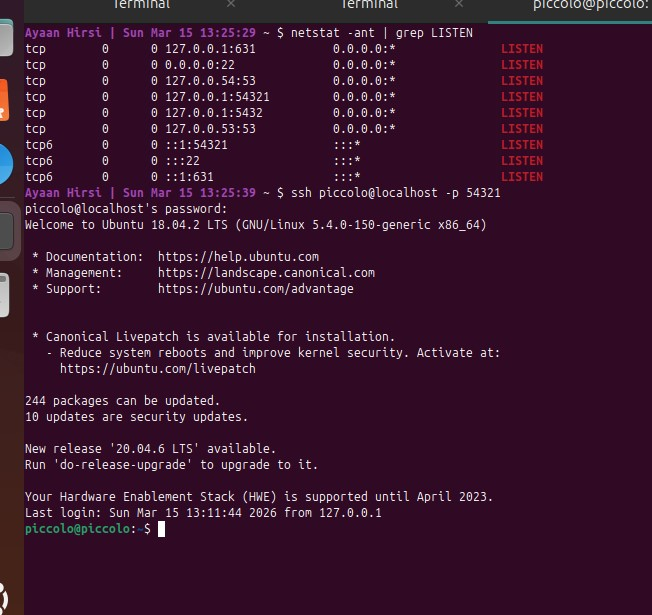 Terminal × Terminal × piccolo@piccolo:
Ayaan Hirsi | Sun Mar 15 13:25:29 ~ $ netstat -ant | grep LISTEN
tcp 0 0 127.0.0.1:631 0.0.0.0:* LISTEN
tcp 0 0 0.0.0.0:22 0.0.0.0:* LISTEN
tcp 0 0 127.0.54:53 0.0.0.0:* LISTEN
tcp 0 0 127.0.0.1:54321 0.0.0.0:* LISTEN
tcp 0 0 127.0.0.1:5432 0.0.0.0:* LISTEN
tcp 0 0 127.0.53:53 0.0.0.0:* LISTEN
tcp6 0 0 ::1:54321 :::* LISTEN
tcp6 0 0 :::22 :::* LISTEN
tcp6 0 0 ::1:631 :::* LISTEN
Ayaan Hirsi | Sun Mar 15 13:25:39 ~ $ ssh piccolo@localhost -p 54321
piccolo@localhost's password:
Welcome to Ubuntu 18.04.2 LTS (GNU/Linux 5.4.0-150-generic x86_64)
* Documentation: https://help.ubuntu.com
* Management: https://landscape.canonical.com
* Support: https://ubuntu.com/advantage
* Canonical Livepatch is available for installation.
- Reduce system reboots and improve kernel security. Activate at:
https://ubuntu.com/livepatch
244 packages can be updated.
10 updates are security updates.
New release '20.04.6 LTS' available.
Run 'do-release-upgrade' to upgrade to it.
Your Hardware Enablement Stack (HWE) is supported until April 2023.
Last login: Sun Mar 15 13:11:44 2026 from 127.0.0.1
piccolo@piccolo:~$